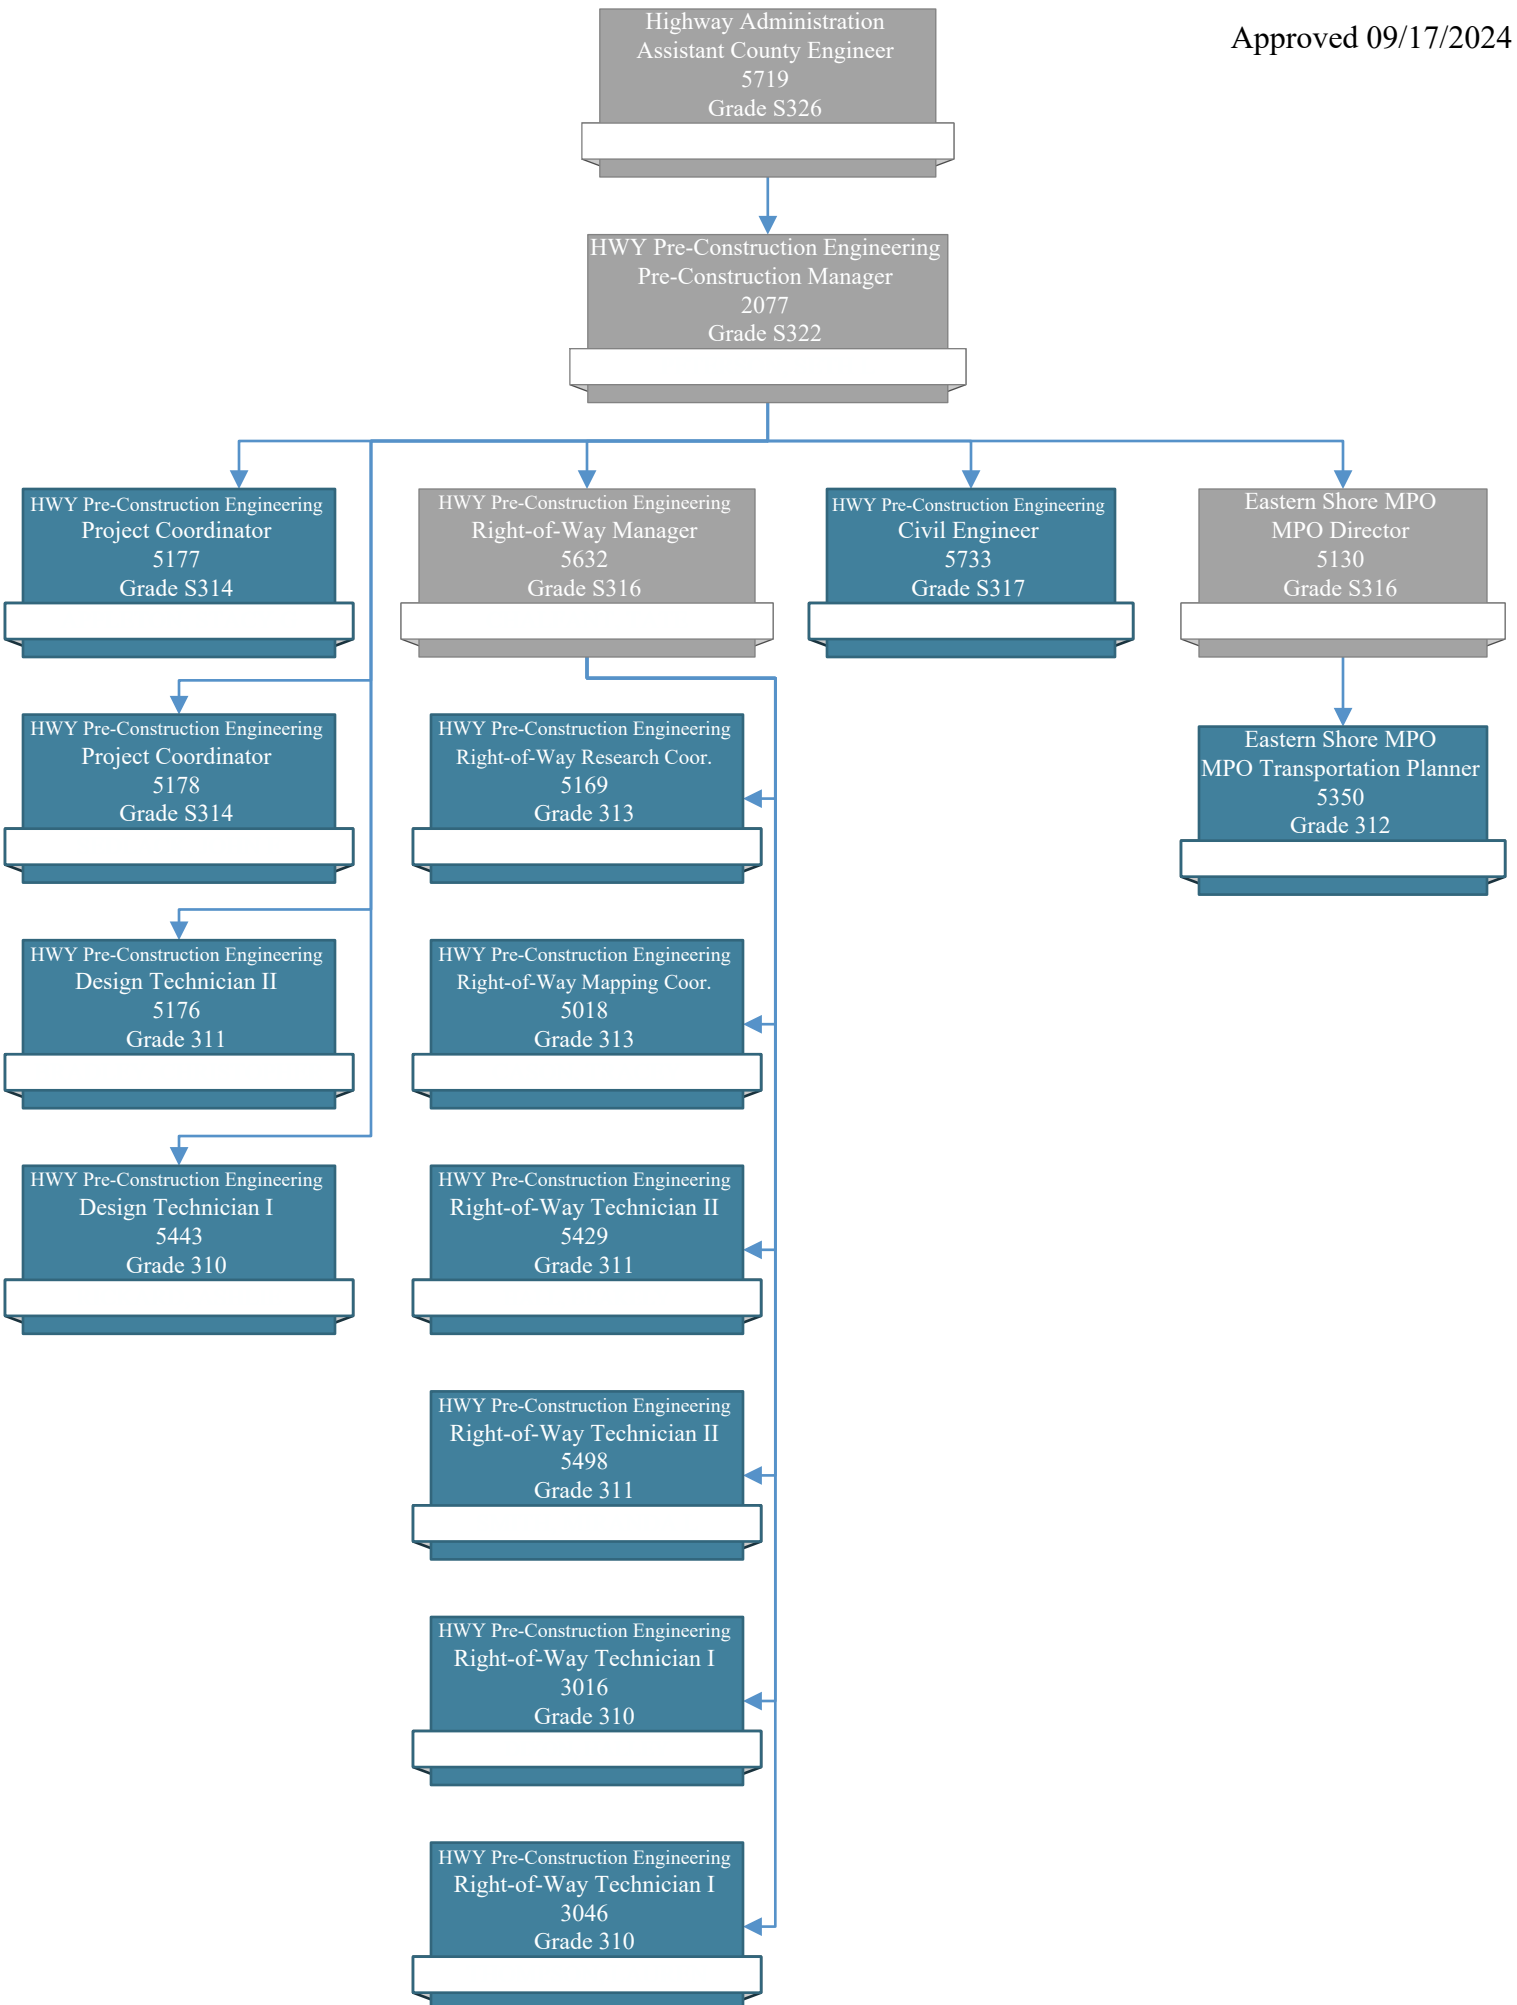 Approved 09/17/2024
Highway Administration
Assistant County Engineer
5719
Grade S326
HWY Pre-Construction Engineering
Pre-Construction Manager
2077
Grade S322
HWY Pre-Construction Engineering
Project Coordinator
5177
Grade S314
HWY Pre-Construction Engineering
Right-of-Way Manager
5632
Grade S316
HWY Pre-Construction Engineering
Civil Engineer
5733
Grade S317
Eastern Shore MPO
MPO Director
5130
Grade S316
HWY Pre-Construction Engineering
Project Coordinator
5178
Grade S314
HWY Pre-Construction Engineering
Right-of-Way Research Coor.
5169
Grade 313
Eastern Shore MPO
MPO Transportation Planner
5350
Grade 312
HWY Pre-Construction Engineering
Design Technician II
5176
Grade 311
HWY Pre-Construction Engineering
Right-of-Way Mapping Coor.
5018
Grade 313
HWY Pre-Construction Engineering
Design Technician I
5443
Grade 310
HWY Pre-Construction Engineering
Right-of-Way Technician II
5429
Grade 311
HWY Pre-Construction Engineering
Right-of-Way Technician II
5498
Grade 311
HWY Pre-Construction Engineering
Right-of-Way Technician I
3016
Grade 310
HWY Pre-Construction Engineering
Right-of-Way Technician I
3046
Grade 310